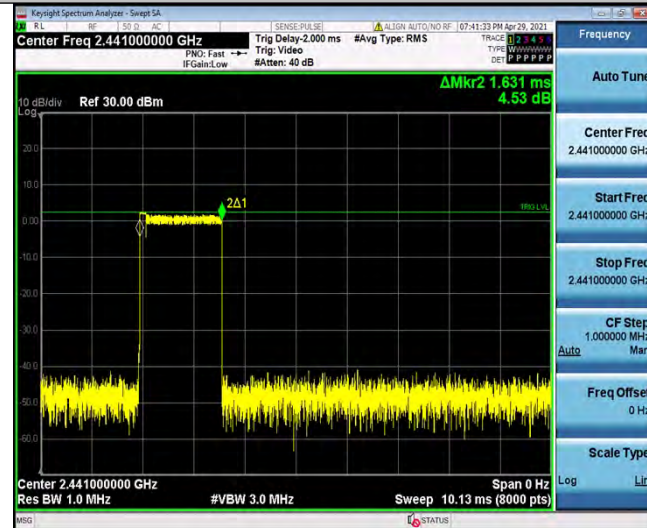 Keysight Spectrum Analyzer - Swept SA
RL RF 50 Ω AC SENSE:PULSE ALIGN AUTO/NO RF 07:41:33 PM Apr 29, 2021
Center Freq 2.441000000 GHz
PNO: Fast
IFGain:Low
Trig Delay-2.000 ms
Trig: Video
#Atten: 40 dB
#Avg Type: RMS
TRACE 1 2 3 4 5 6
TYPE
DET P P P P P P
ΔMkr2 1.631 ms
4.53 dB
10 dB/div
Log
Ref 30.00 dBm
20.0
10.0
0.00
-10.0
-20.0
-30.0
-40.0
-50.0
-60.0
2Δ1
TRIG LVL
Center 2.441000000 GHz
Span 0 Hz
Res BW 1.0 MHz
#VBW 3.0 MHz
Sweep 10.13 ms (8000 pts)
MSG
STATUS
Frequency
Auto Tune
Center Freq
2.441000000 GHz
Start Freq
2.441000000 GHz
Stop Freq
2.441000000 GHz
CF Step
1.000000 MHz
Auto Man
Freq Offset
0 Hz
Scale Type
Log Lin